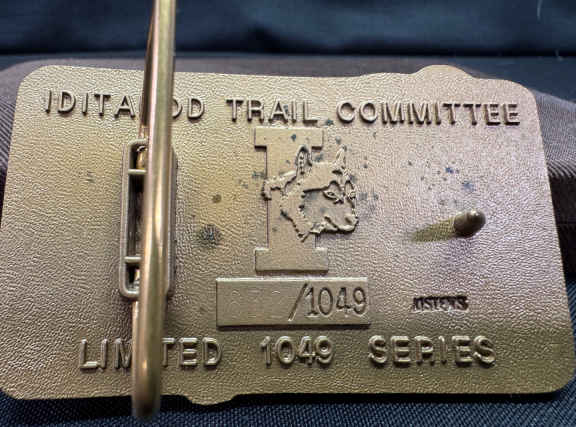 IDITAROD TRAIL COMMITTEE
I
/1049
JOSTENS
LIMITED 1049 SERIES